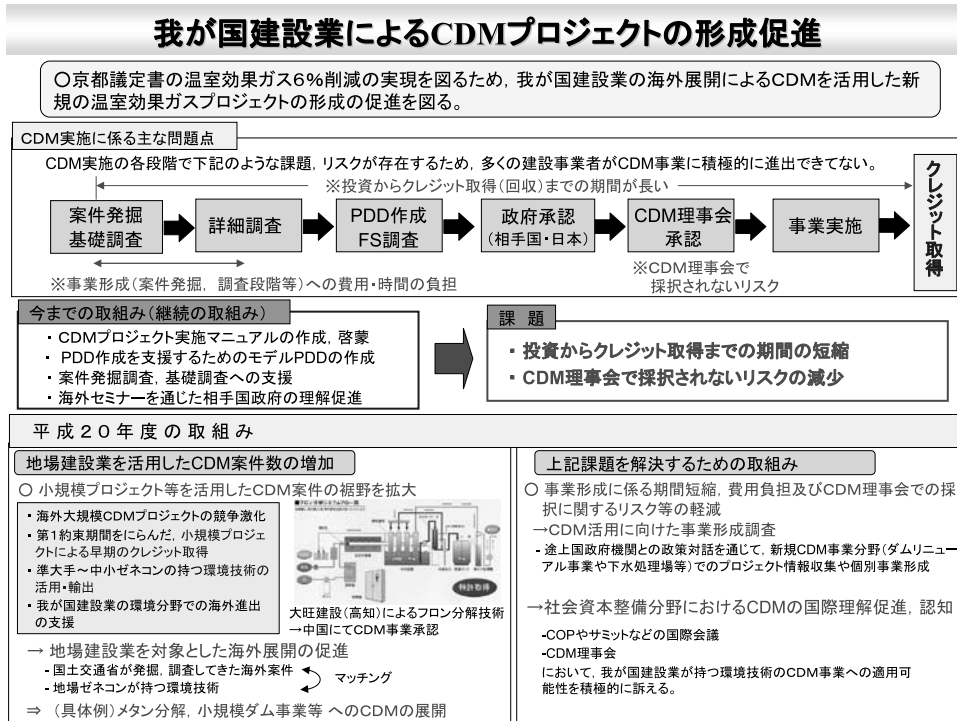 我が国建設業によるCDMプロジェクトの形成促進
○京都議定書の温室効果ガス6%削減の実現を図るため，我が国建設業の海外展開によるCDMを活用した新
規の温室効果ガスプロジェクトの形成の促進を図る。
CDM実施に係る主な問題点
CDM実施の各段階で下記のような課題，リスクが存在するため，多くの建設事業者がCDM事業に積極的に進出できてない。
※投資からクレジット取得（回収）までの期間が長い
案件発掘
基礎調査
詳細調査
PDD作成
FS調査
政府承認
（相手国・日本）
CDM理事会
承認
事業実施
クレジット取得
※事業形成（案件発掘，調査段階等）への費用・時間の負担
※CDM理事会で
採択されないリスク
今までの取組み（継続の取組み）
・ CDMプロジェクト実施マニュアルの作成，啓蒙
・ PDD作成を支援するためのモデルPDDの作成
・ 案件発掘調査，基礎調査への支援
・ 海外セミナーを通じた相手国政府の理解促進
課 題
・投資からクレジット取得までの期間の短縮
・CDM理事会で採択されないリスクの減少
平成20年度の取組み
地場建設業を活用したCDM案件数の増加
○ 小規模プロジェクト等を活用したCDM案件の裾野を拡大
・海外大規模CDMプロジェクトの競争激化
・第1約束期間をにらんだ，小規模プロジェ
クトによる早期のクレジット取得
・準大手～中小ゼネコンの持つ環境技術の
活用・輸出
・我が国建設業の環境分野での海外進出
の支援
特許取得
大旺建設（高知）によるフロン分解技術
→中国にてCDM事業承認
→ 地場建設業を対象とした海外展開の促進
- 国土交通省が発掘，調査してきた海外案件
- 地場ゼネコンが持つ環境技術
マッチング
⇒ （具体例）メタン分解，小規模ダム事業等 へのCDMの展開
上記課題を解決するための取組み
○ 事業形成に係る期間短縮，費用負担及びCDM理事会での採
択に関するリスク等の軽減
→CDM活用に向けた事業形成調査
- 途上国政府機関との政策対話を通じて，新規CDM事業分野（ダムリニュー
アル事業や下水処理場等）でのプロジェクト情報収集や個別事業形成
→社会資本整備分野におけるCDMの国際理解促進，認知
-COPやサミットなどの国際会議
-CDM理事会
において，我が国建設業が持つ環境技術のCDM事業への適用可
能性を積極的に訴える。